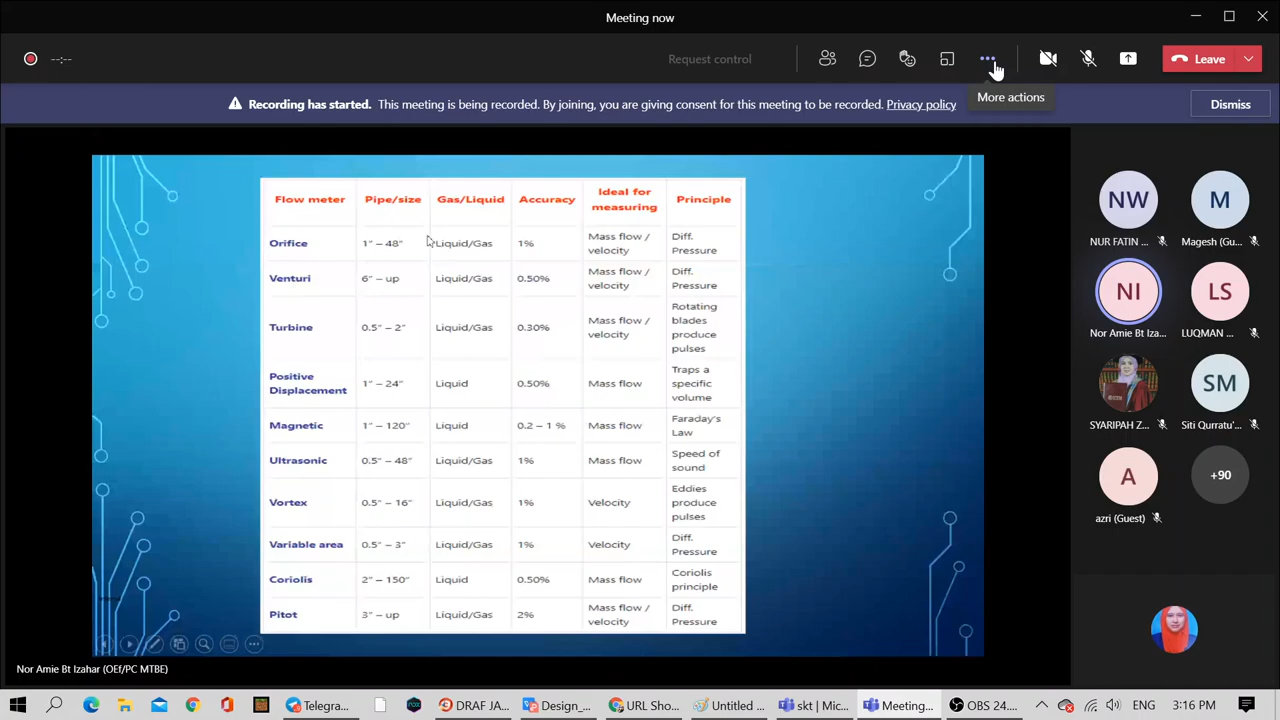 Meeting now
--:--
Request control
Leave
Recording has started. This meeting is being recorded. By joining, you are giving consent for this meeting to be recorded. Privacy policy
More actions
Dismiss
Flow meter Pipe/size Gas/Liquid Accuracy Ideal for measuring Principle
Orifice 1" – 48" Liquid/Gas 1% Mass flow / velocity Diff. Pressure
Venturi 6" – up Liquid/Gas 0.50% Mass flow / velocity Diff. Pressure
Turbine 0.5" – 2" Liquid/Gas 0.30% Mass flow / velocity Rotating blades produce pulses
Positive Displacement 1" – 24" Liquid 0.50% Mass flow Traps a specific volume
Magnetic 1" – 120" Liquid 0.2 – 1 % Mass flow Faraday's Law
Ultrasonic 0.5" – 48" Liquid/Gas 1% Mass flow Speed of sound
Vortex 0.5" – 16" Liquid/Gas 1% Velocity Eddies produce pulses
Variable area 0.5" – 3" Liquid/Gas 1% Velocity Diff. Pressure
Coriolis 2" – 150" Liquid 0.50% Mass flow Coriolis principle
Pitot 3" – up Liquid/Gas 2% Mass flow / velocity Diff. Pressure
NW M
NUR FATIN ... Magesh (Gu...
NI LS
Nor Amie Bt Iza... LUQMAN ...
SM
SYAFIYAH Z... Siti Qurratu'...
A +90
azri (Guest)
Nor Amie Bt Izahar (OEf/PC MTBE)
Telegra... DRAF JA... Design_... URL Sho... Untitled ... skt | Mic... Meeting... OBS 24.... ENG 3:16 PM